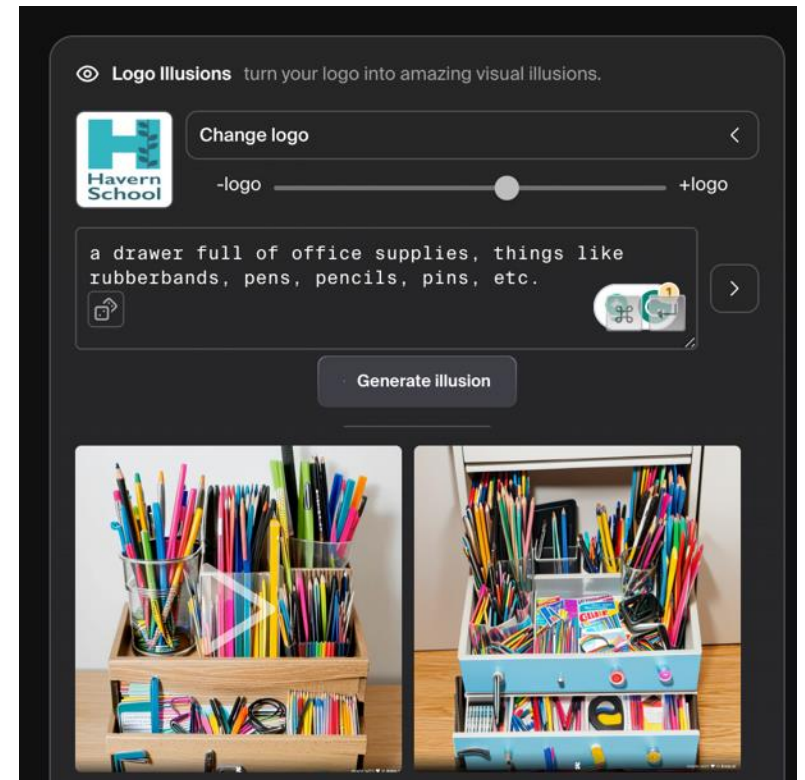 Logo Illusions turn your logo into amazing visual illusions.
Change logo
Havern
School
-logo
+logo
a drawer full of office supplies, things like
rubberbands, pens, pencils, pins, etc.
1
Generate illusion